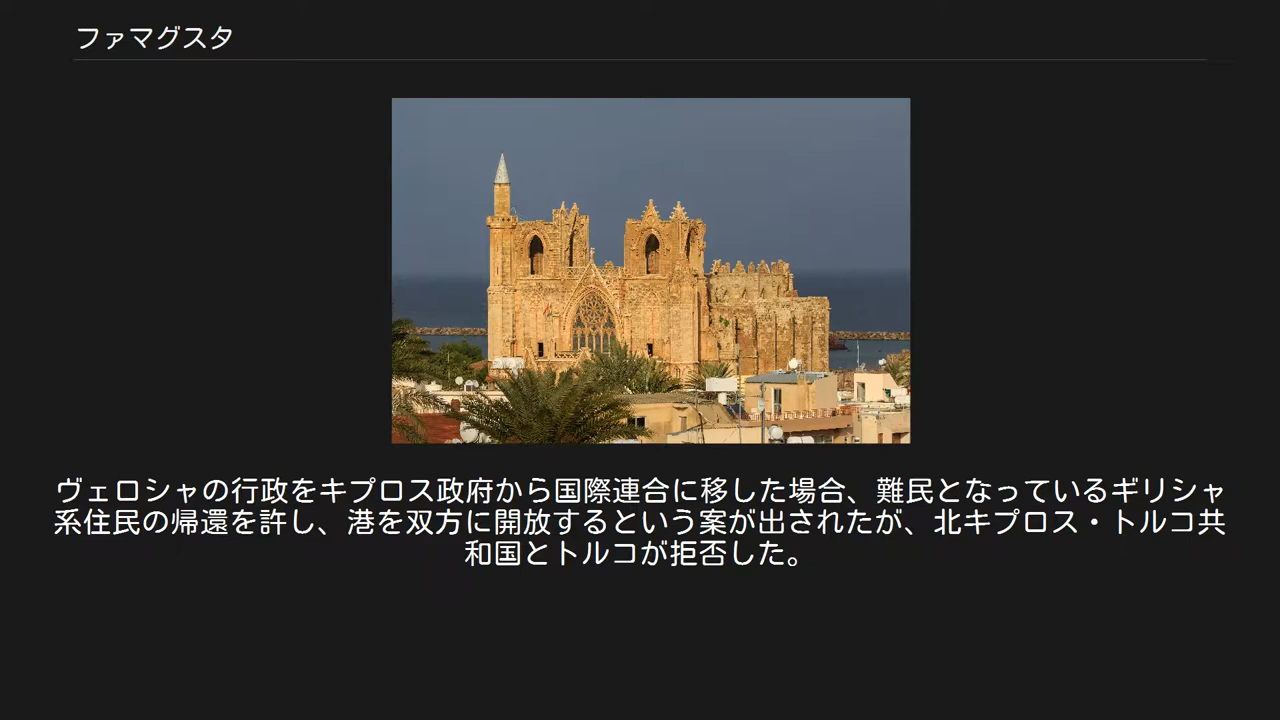 ファマグスタ
ヴェロシャの行政をキプロス政府から国際連合に移した場合、難民となっているギリシャ
系住民の帰還を許し、港を双方に開放するという案が出されたが、北キプロス・トルコ共
和国とトルコが拒否した。